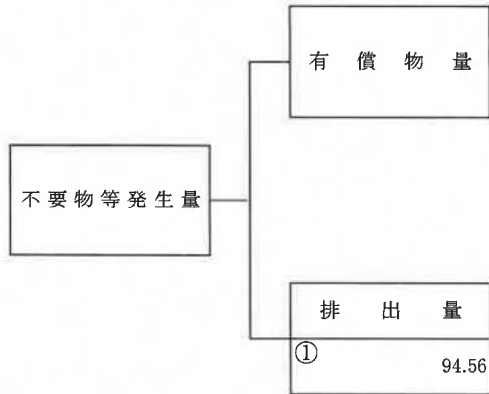 有償物量
不要物等発生量
排出量
①
94.56